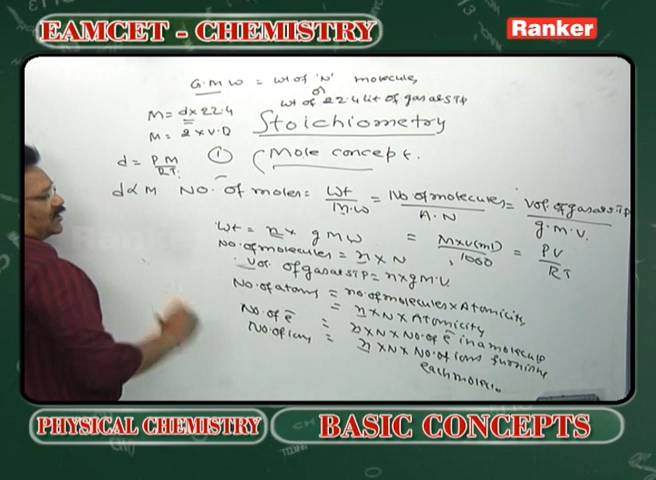 EAMCET - CHEMISTRY
Ranker
G.M.W = wt of 'N' molecules
or
wt of 22.4 lit of gas at STP
M = d×22.4
M = 2×V.D
Stoichiometry
d = PM/RT
① (Mole concept.
d∝M No. of moles = Wt/M.W = No of molecules/A.N = Vol. of gas at STP/G.M.V.
= M×V(ml)/1000 = PV/RT
Wt = n × GMW
No. of molecules = n × N
Vol. of gas at STP = n×G.M.V.
No. of atoms = no. of molecules × Atomicity
= n×N×Atomicity
No. of e⁻ = n×N×No. of e⁻ in a molecule
No. of ions = n×N×No. of ions furnishing
each molec.
PHYSICAL CHEMISTRY
BASIC CONCEPTS